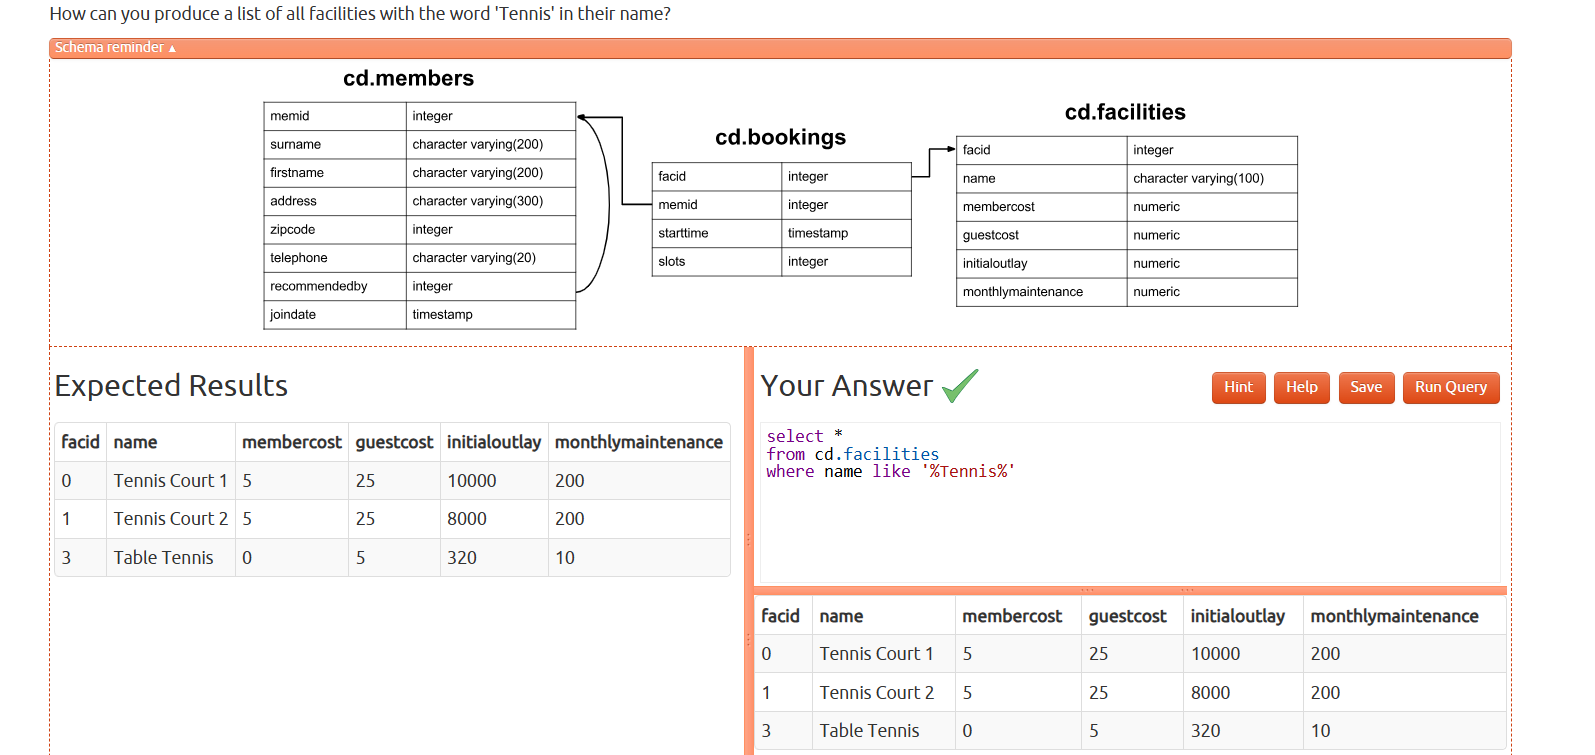 How can you produce a list of all facilities with the word 'Tennis' in their name?
Schema reminder ▲
cd.members
memid integer
surname character varying(200)
firstname character varying(200)
address character varying(300)
zipcode integer
telephone character varying(20)
recommendedby integer
joindate timestamp
cd.bookings
facid integer
memid integer
starttime timestamp
slots integer
cd.facilities
facid integer
name character varying(100)
membercost numeric
guestcost numeric
initialoutlay numeric
monthlymaintenance numeric
Expected Results
facid name membercost guestcost initialoutlay monthlymaintenance
0 Tennis Court 1 5 25 10000 200
1 Tennis Court 2 5 25 8000 200
3 Table Tennis 0 5 320 10
Your Answer
Hint Help Save Run Query
select *
from cd.facilities
where name like '%Tennis%'
facid name membercost guestcost initialoutlay monthlymaintenance
0 Tennis Court 1 5 25 10000 200
1 Tennis Court 2 5 25 8000 200
3 Table Tennis 0 5 320 10